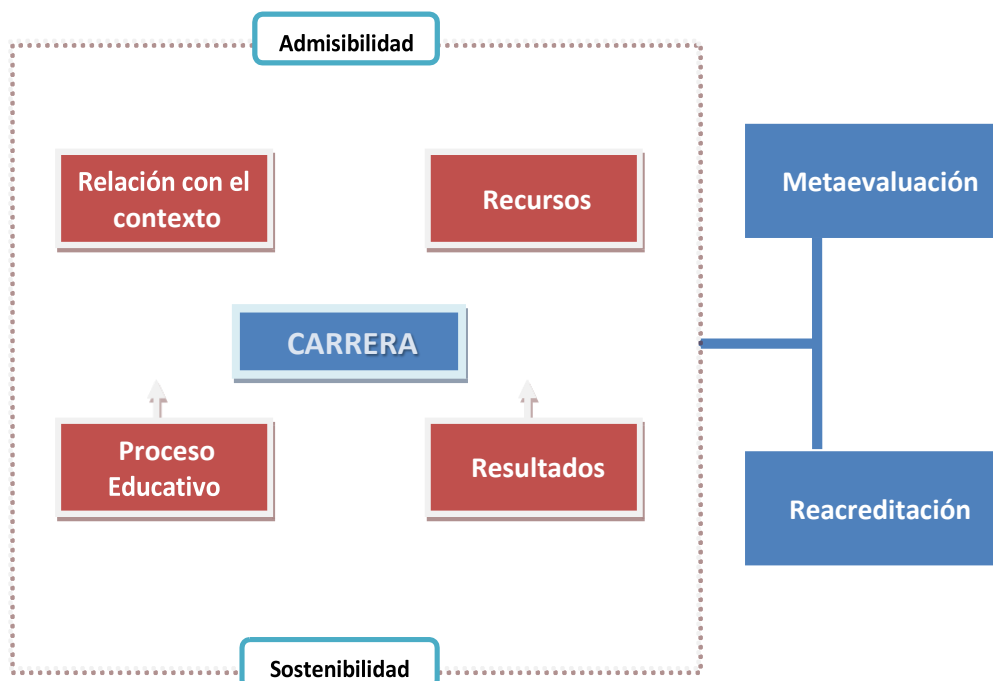 Admisibilidad
Relación con el
contexto
Recursos
Metaevaluación
CARRERA
Proceso
Educativo
Resultados
Reacreditación
Sostenibilidad